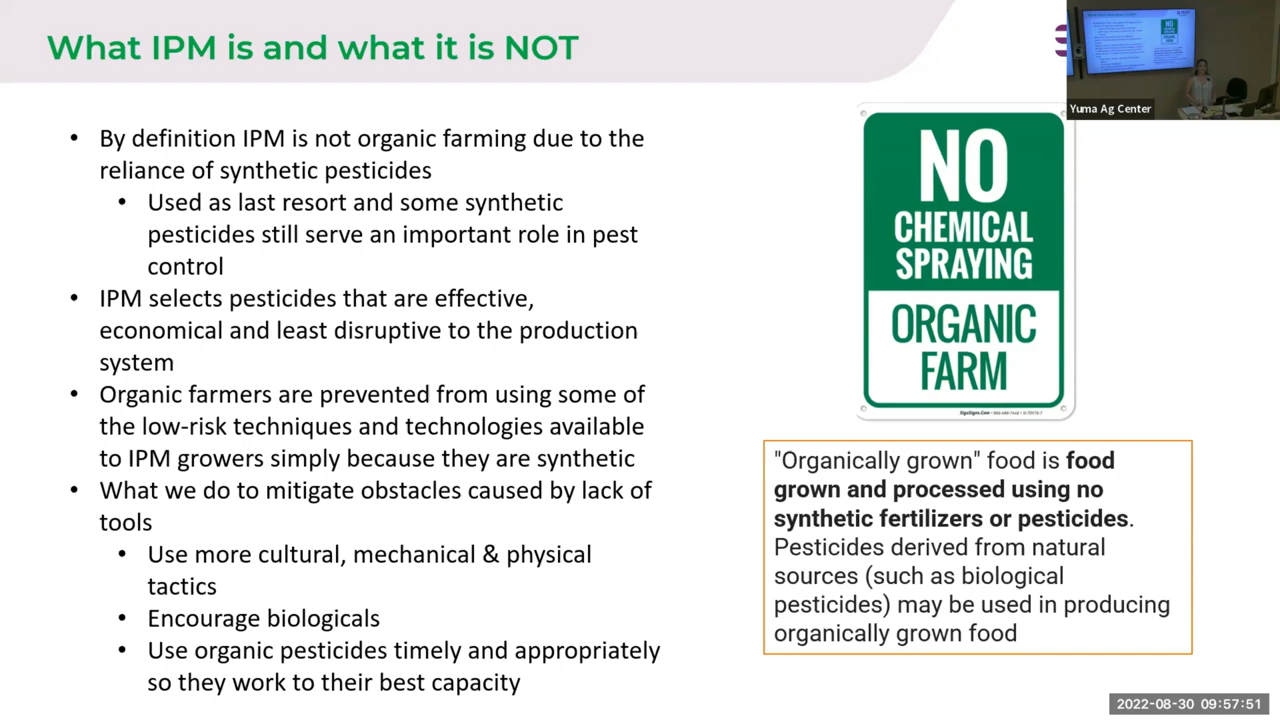 What IPM is and what it is NOT
Yuma Ag Center
• By definition IPM is not organic farming due to the
reliance of synthetic pesticides
• Used as last resort and some synthetic
pesticides still serve an important role in pest
control
• IPM selects pesticides that are effective,
economical and least disruptive to the production
system
• Organic farmers are prevented from using some of
the low-risk techniques and technologies available
to IPM growers simply because they are synthetic
• What we do to mitigate obstacles caused by lack of
tools
• Use more cultural, mechanical & physical
tactics
• Encourage biologicals
• Use organic pesticides timely and appropriately
so they work to their best capacity
NO
CHEMICAL
SPRAYING
ORGANIC
FARM
"Organically grown" food is food
grown and processed using no
synthetic fertilizers or pesticides.
Pesticides derived from natural
sources (such as biological
pesticides) may be used in producing
organically grown food
2022-08-30 09:57:51